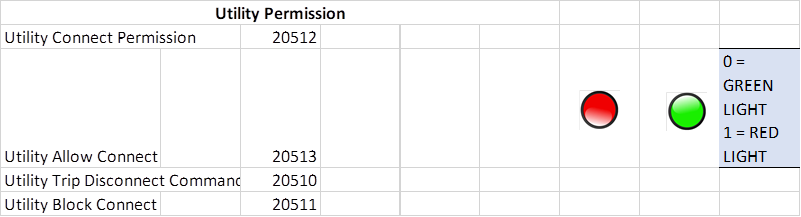 Utility Permission
Utility Connect Permission 20512
0 =
GREEN
LIGHT
1 = RED
LIGHT
Utility Allow Connect 20513
Utility Trip Disconnect Command 20510
Utility Block Connect 20511